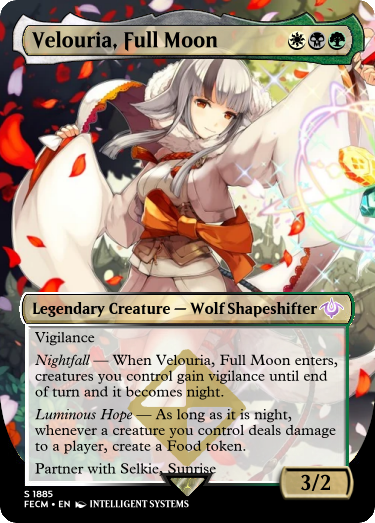 Velouria, Full Moon
Legendary Creature — Wolf Shapeshifter
Vigilance
Nightfall — When Velouria, Full Moon enters,
creatures you control gain vigilance until end
of turn and it becomes night.
Luminous Hope — As long as it is night,
whenever a creature you control deals damage
to a player, create a Food token.
Partner with Selkie, Sunrise
3/2
S 1885
FECM • EN INTELLIGENT SYSTEMS